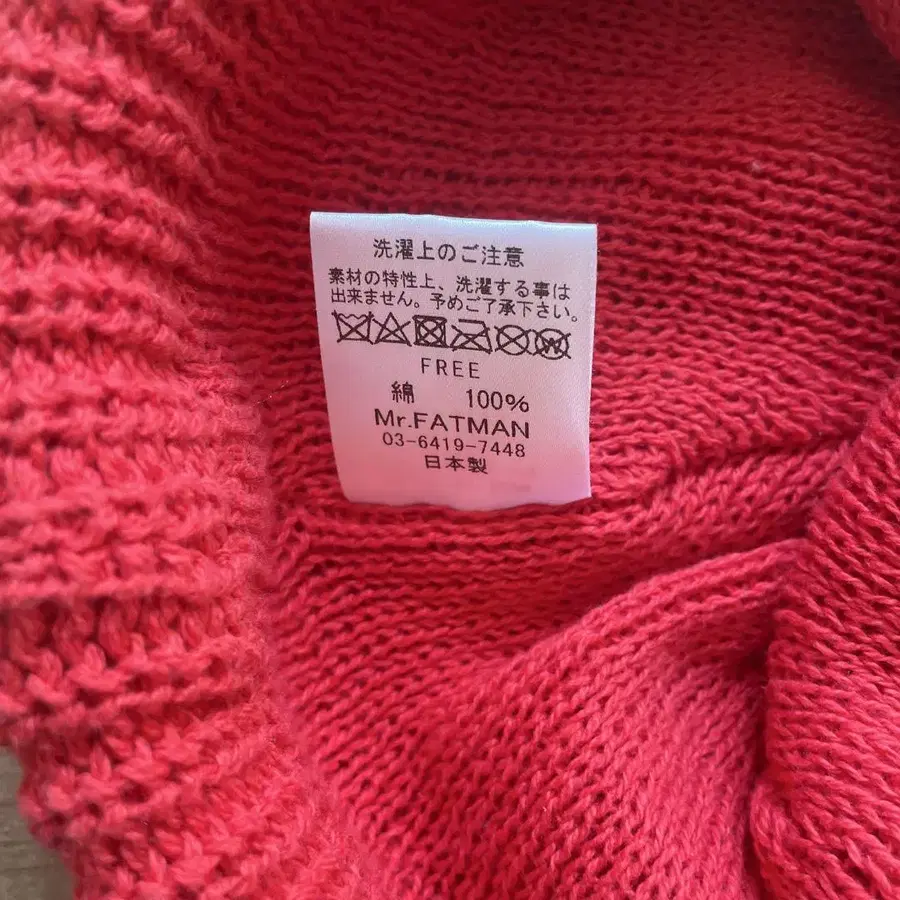 洗濯上のご注意
素材の特性上、洗濯する事は
出来ません。予めご了承下さい。
FREE
綿 100%
Mr.FATMAN
03-6419-7448
日本製